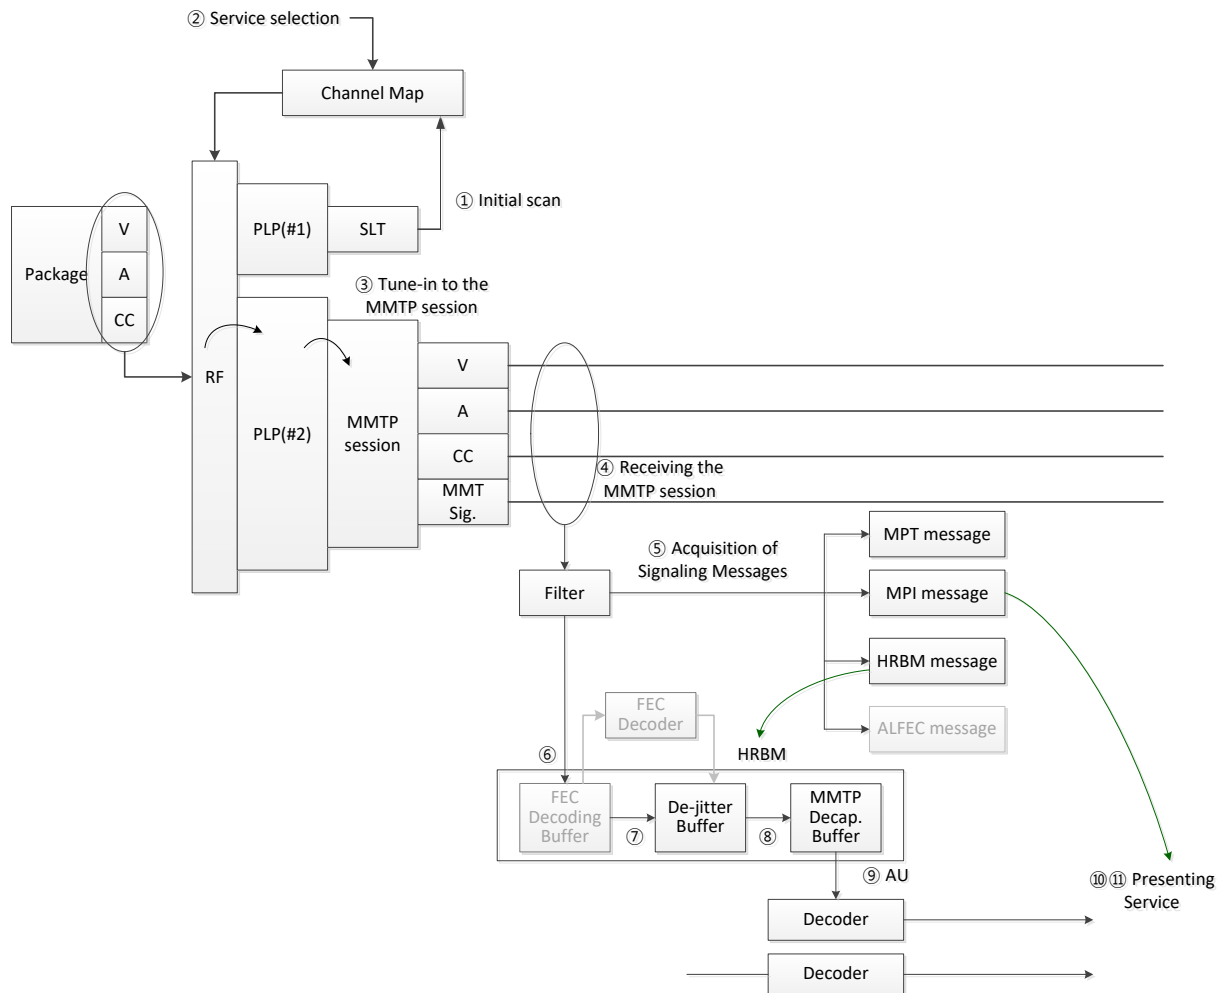 ② Service selection
Channel Map
① Initial scan
PLP(#1)
SLT
V
Package
A
CC
③ Tune-in to the
MMTP session
RF
PLP(#2)
MMTP
session
V
A
CC
MMT
Sig.
④ Receiving the
MMTP session
⑤ Acquisition of
Signaling Messages
Filter
MPT message
MPI message
HRBM message
ALFEC message
FEC
Decoder
HRBM
⑥
FEC
Decoding
Buffer
⑦
De-jitter
Buffer
⑧
MMTP
Decap.
Buffer
⑨ AU
⑩⑪ Presenting
Service
Decoder
Decoder